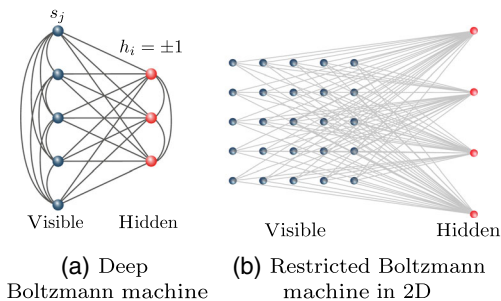 s_j
h_i = ±1
Visible Hidden
Visible Hidden
(a) Deep
Boltzmann machine
(b) Restricted Boltzmann
machine in 2D